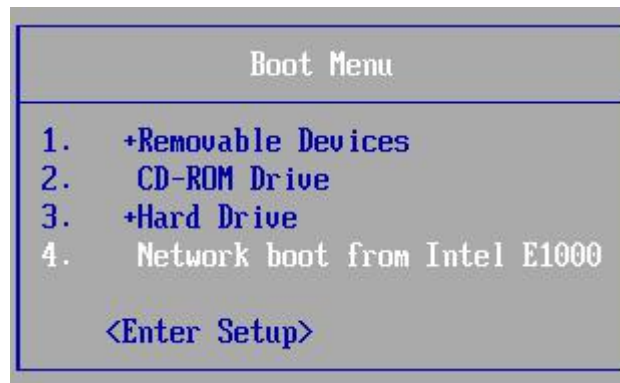 Boot Menu
1. +Removable Devices
2. CD-ROM Drive
3. +Hard Drive
4. Network boot from Intel E1000
<Enter Setup>